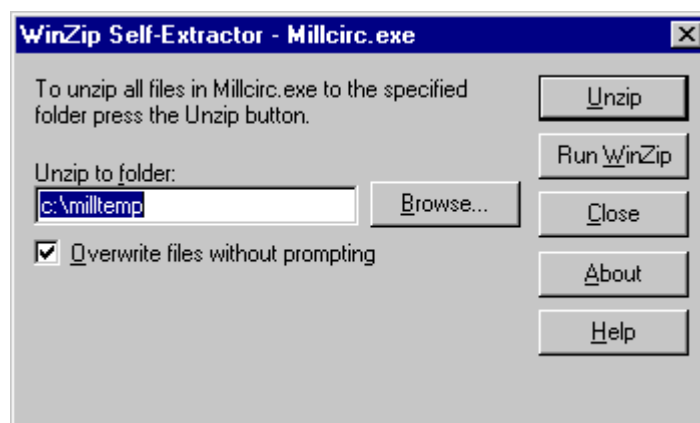 WinZip Self-Extractor - Millcirc.exe
To unzip all files in Millcirc.exe to the specified
folder press the Unzip button.
Unzip to folder:
c:\milltemp
Browse...
Overwrite files without prompting
Unzip
Run WinZip
Close
About
Help